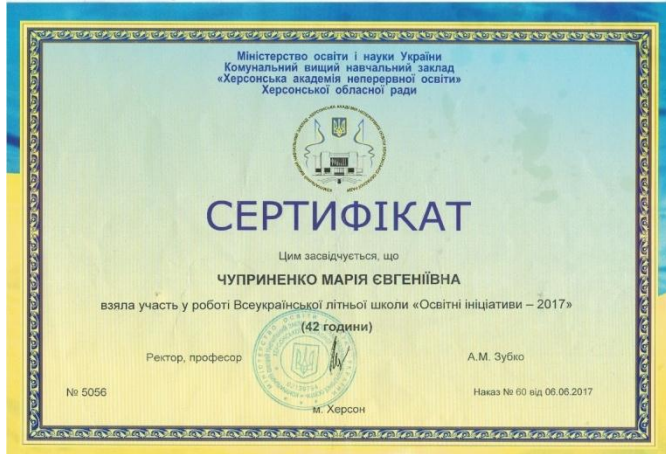 Міністерство освіти і науки України
Комунальний вищий навчальний заклад
«Херсонська академія неперервної освіти»
Херсонської обласної ради
СЕРТИФІКАТ
Цим засвідчується, що
ЧУПРИНЕНКО МАРІЯ ЄВГЕНІЇВНА
взяла участь у роботі Всеукраїнської літньої школи «Освітні ініціативи – 2017»
(42 години)
Ректор, професор А.М. Зубко
№ 5056 Наказ № 60 від 06.06.2017
м. Херсон